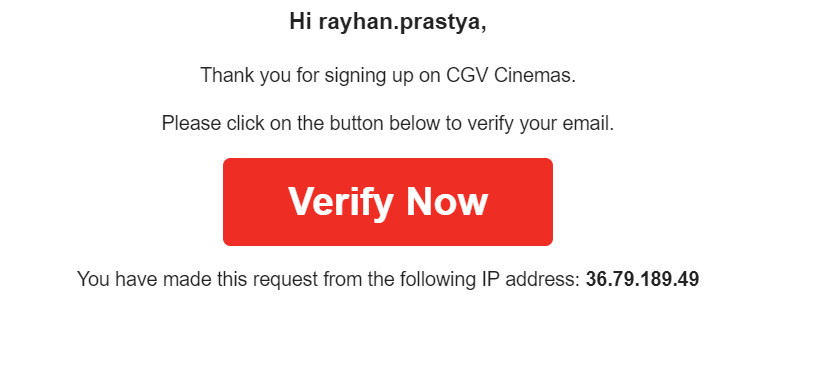 Hi rayhan.prastya,
Thank you for signing up on CGV Cinemas.
Please click on the button below to verify your email.
Verify Now
You have made this request from the following IP address: 36.79.189.49